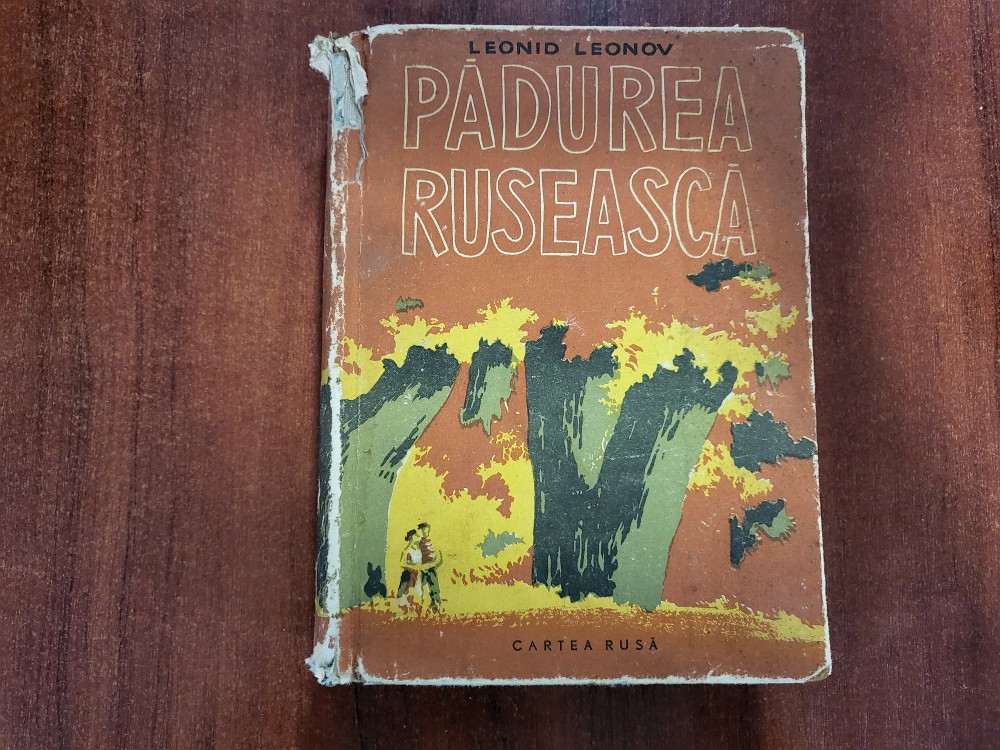 LEONID LEONOV
PĂDUREA
RUSEASCĂ
CARTEA RUSĂ